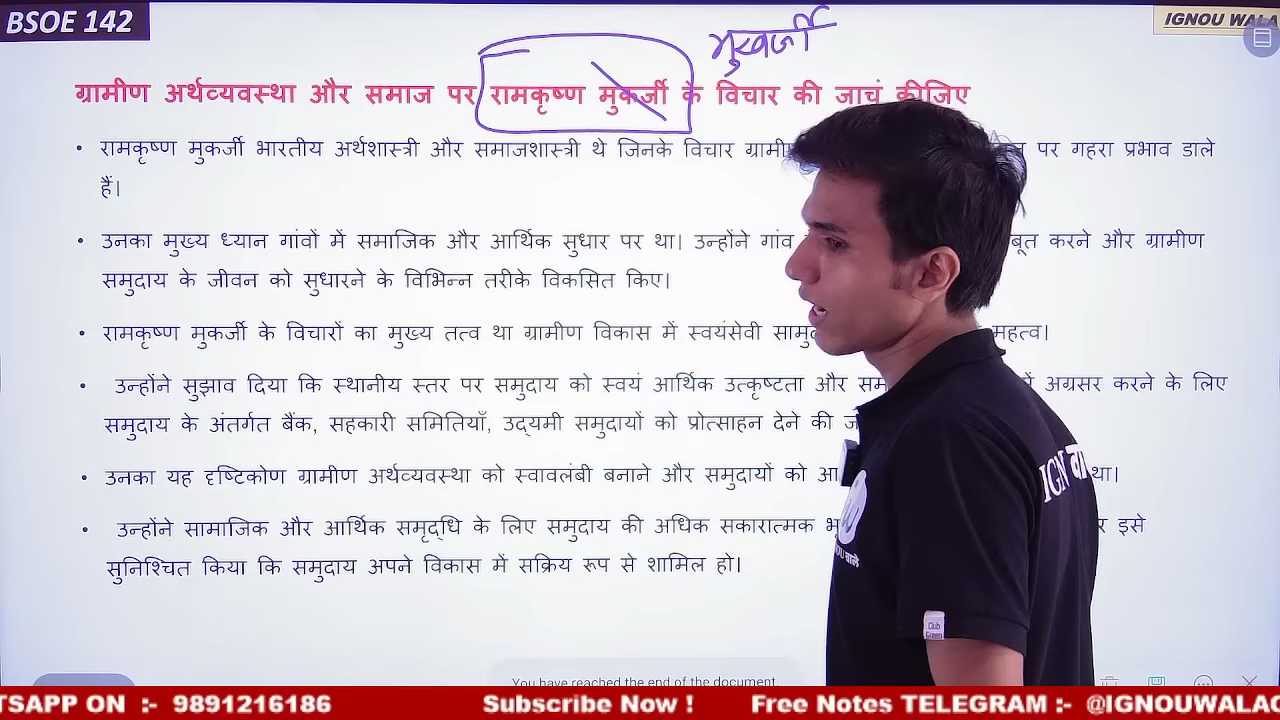 BSOE 142
IGNOU WALA
मुखर्जी
ग्रामीण अर्थव्यवस्था और समाज पर रामकृष्ण मुकर्जी के विचार की जाचं कीजिए
• रामकृष्ण मुकर्जी भारतीय अर्थशास्त्री और समाजशास्त्री थे जिनके विचार पर गहरा प्रभाव डाले
हैं।
• उनका मुख्य ध्यान गांवों में समाजिक और आर्थिक सुधार पर था। उन्होंने गांव करने और ग्रामीण
समुदाय के जीवन को सुधारने के विभिन्न तरीके विकसित किए।
• रामकृष्ण मुकर्जी के विचारों का मुख्य तत्व था ग्रामीण विकास में स्वयंसेवी महत्व।
• उन्होंने सुझाव दिया कि स्थानीय स्तर पर समुदाय को स्वयं आर्थिक उत्कृष्टता और अग्रसर करने के लिए
समुदाय के अंतर्गत बैंक, सहकारी समितियाँ, उद्यमी समुदायों को प्रोत्साहन देने की
• उनका यह दृष्टिकोण ग्रामीण अर्थव्यवस्था को स्वावलंबी बनाने और समुदायों को था।
• उन्होंने सामाजिक और आर्थिक समृद्धि के लिए समुदाय की अधिक सकारात्मक इसे
सुनिश्चित किया कि समुदाय अपने विकास में सक्रिय रूप से शामिल हो।
IGN वा
Club Green
You have reached the end of the document.
TSAPP ON :- 9891216186 Subscribe Now ! Free Notes TELEGRAM :- @IGNOUWALA